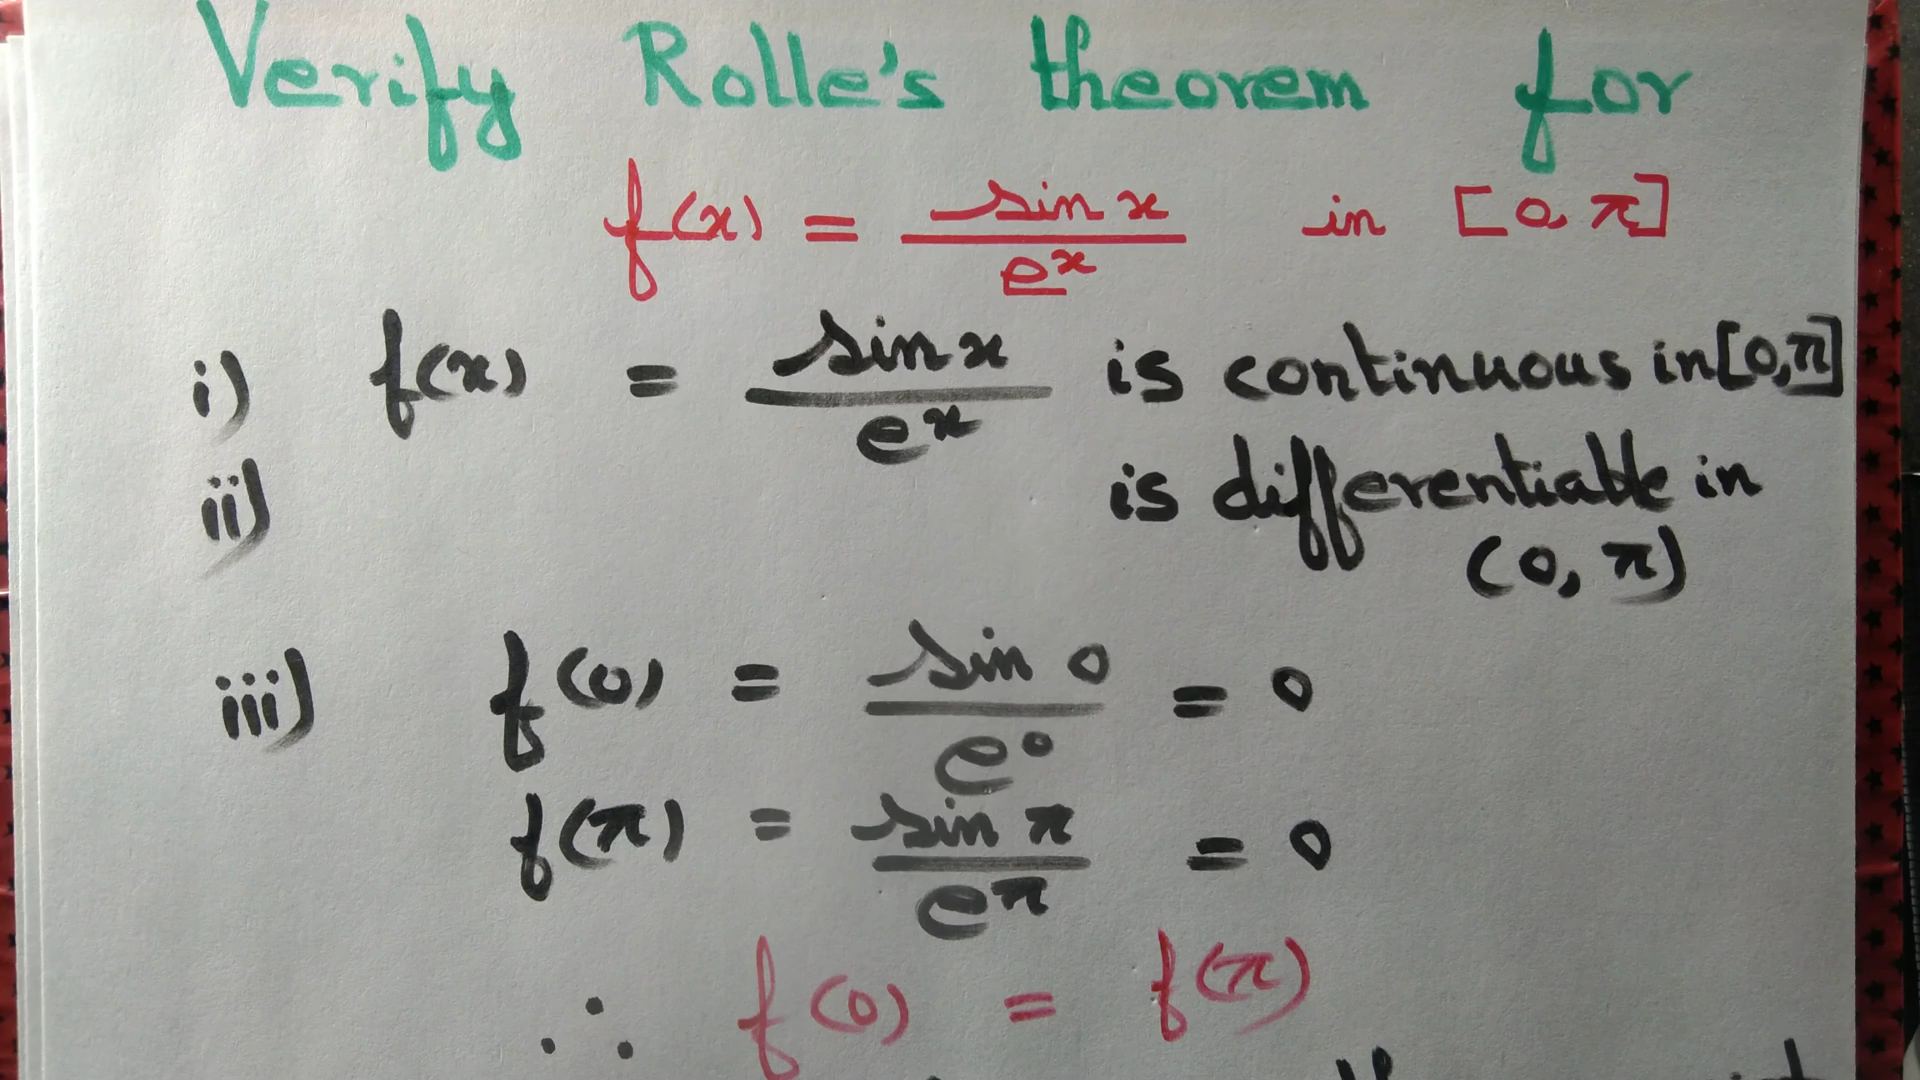 Verify Rolle's theorem for
f(x) = sin x / e^x in [0, π]
i) f(x) = sin x / e^x is continuous in [0, π]
ii) is differentiable in
(0, π)
iii) f(0) = sin 0 / e^0 = 0
f(π) = sin π / e^π = 0
∴ f(0) = f(π)